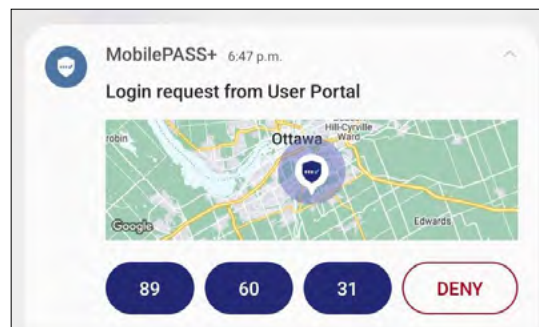 MobilePASS+ 6:47 p.m.
Login request from User Portal
robin
Hill-Cyrville
Ward
Ottawa
Edwards
Google
89 60 31 DENY